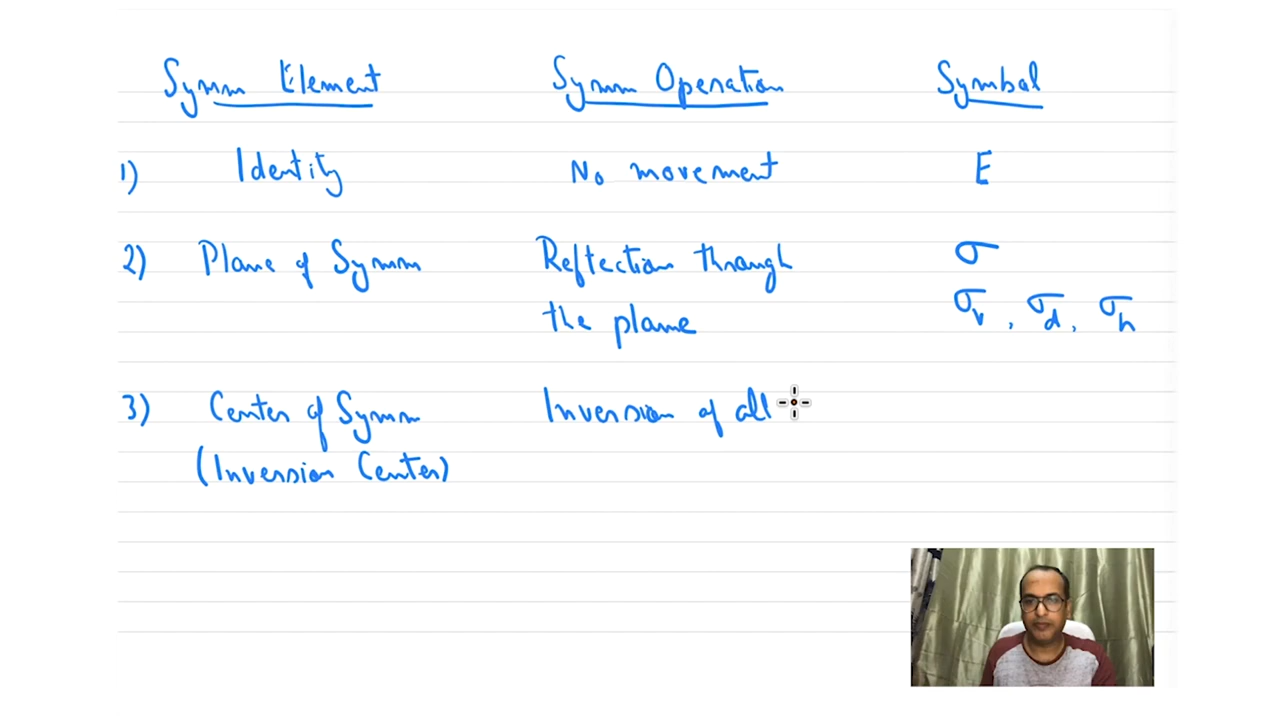 Symm Element Symm Operation Symbol
1) Identity No movement E
2) Plane of Symm Reflection through σ
the plane σv, σd, σh
3) Center of Symm Inversion of all
(Inversion Center)